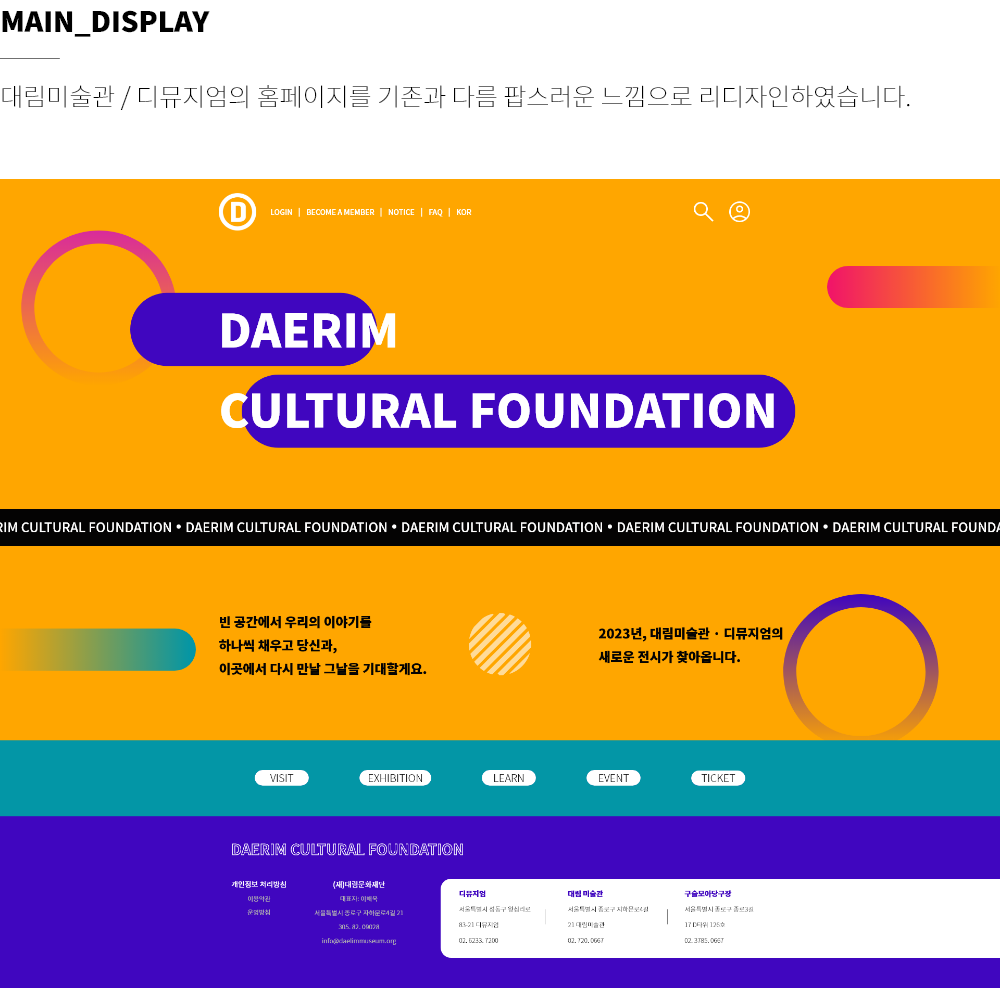 MAIN_DISPLAY
대림미술관 / 디뮤지엄의 홈페이지를 기존과 다름 팝스러운 느낌으로 리디자인하였습니다.
D LOGIN | BECOME A MEMBER | NOTICE | FAQ | KOR
DAERIM
CULTURAL FOUNDATION
RIM CULTURAL FOUNDATION • DAERIM CULTURAL FOUNDATION • DAERIM CULTURAL FOUNDATION • DAERIM CULTURAL FOUNDATION • DAERIM CULTURAL FOUNDA
빈 공간에서 우리의 이야기를
하나씩 채우고 당신과,
이곳에서 다시 만날 그날을 기대할게요.
2023년, 대림미술관 · 디뮤지엄의
새로운 전시가 찾아옵니다.
VISIT EXHIBITION LEARN EVENT TICKET
DAERIM CULTURAL FOUNDATION
개인정보 처리방침
이용약관
운영방침
(재)대림문화재단
대표자: 이해욱
서울특별시 종로구 자하문로4길 21
305. 82. 09028
info@daelimmuseum.org
디뮤지엄
서울특별시 성동구 왕십리로
83-21 디뮤지엄
02. 6233. 7200
대림 미술관
서울특별시 종로구 자하문로4길
21 대림미술관
02. 720. 0667
구슬모아당구장
서울특별시 종로구 종로3길
17 D타워 126호
02. 3785. 0667